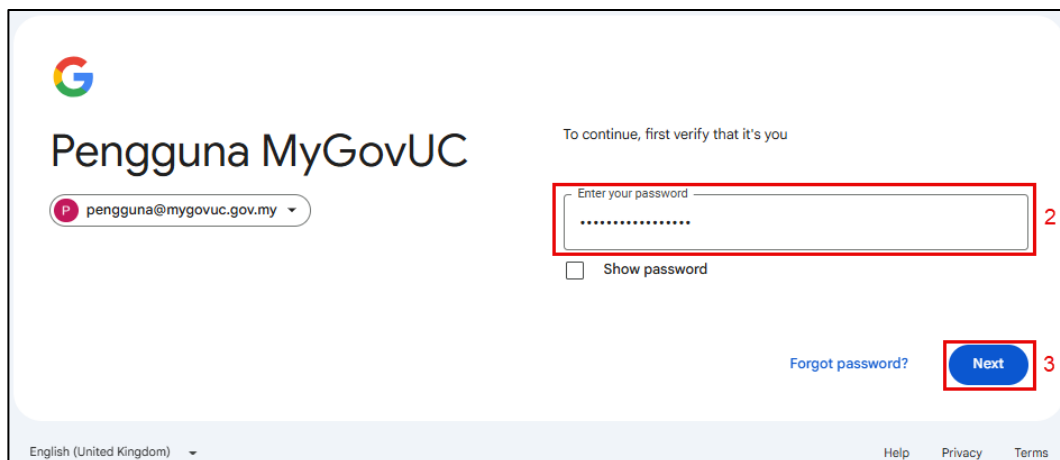 Pengguna MyGovUC
P pengguna@mygovuc.gov.my
To continue, first verify that it's you
Enter your password
•••••••••••••••••
2
Show password
Forgot password?
Next
3
English (United Kingdom)
Help Privacy Terms